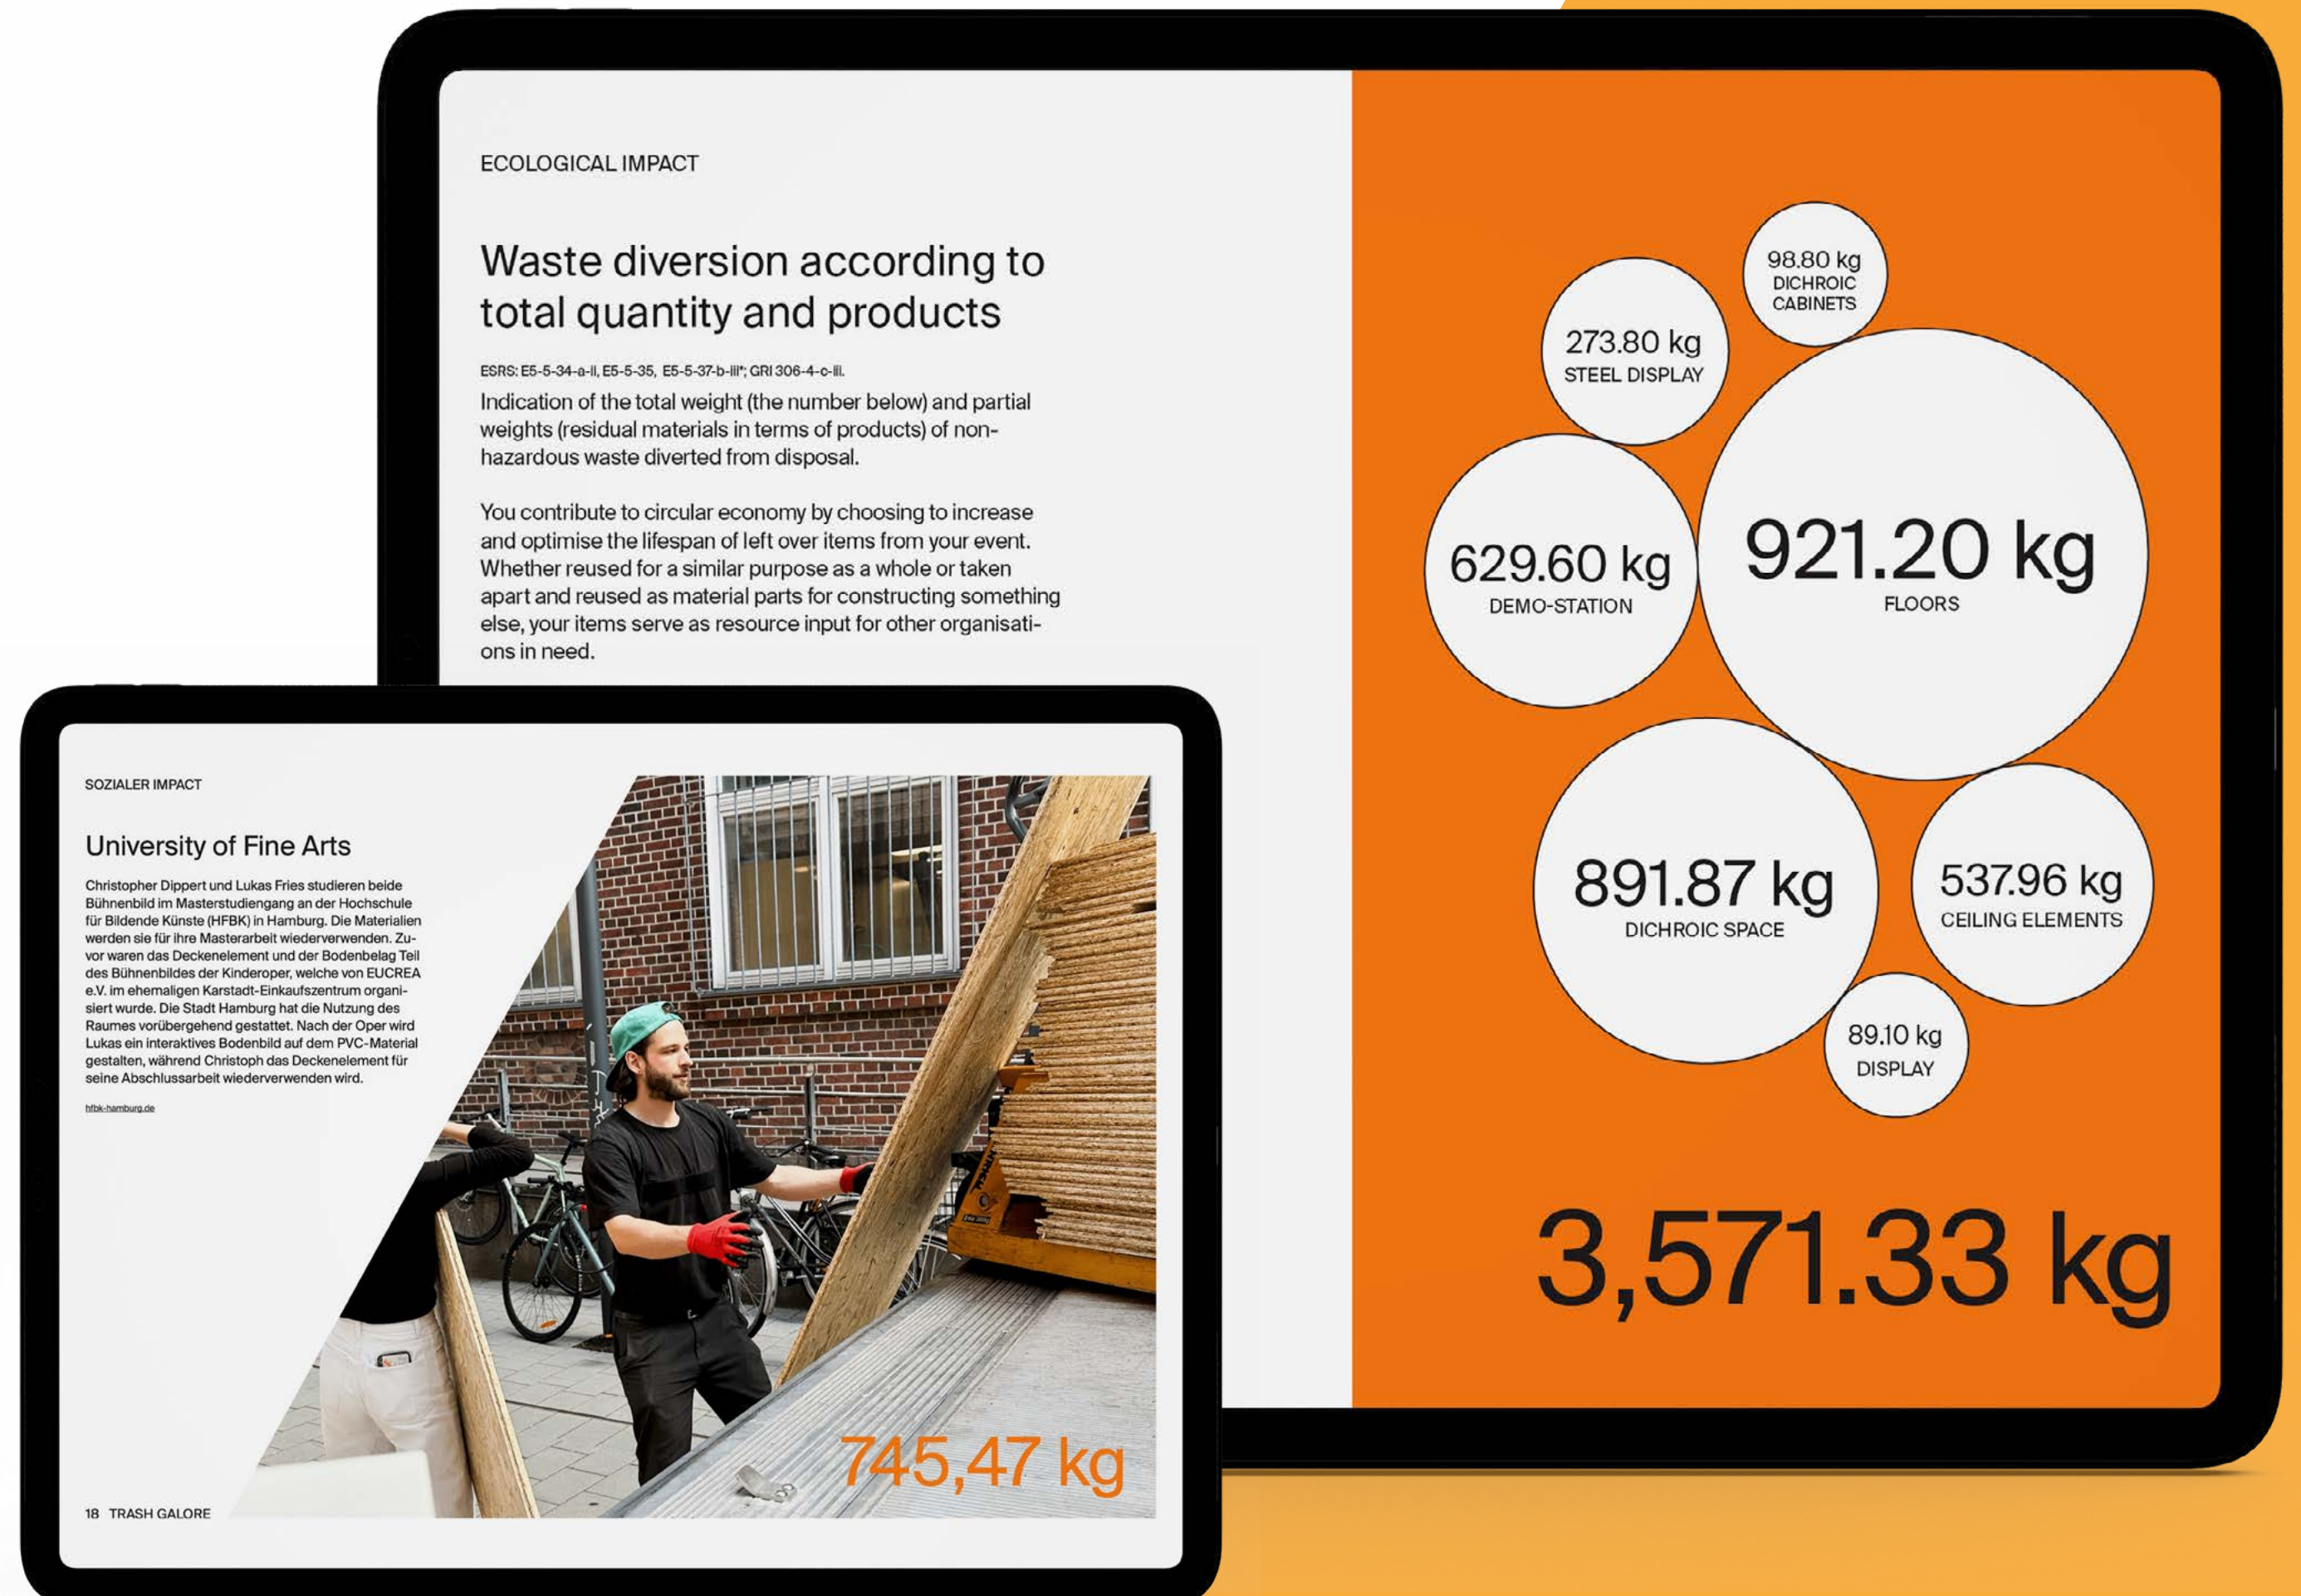 ECOLOGICAL IMPACT
Waste diversion according to
total quantity and products
ESRS: E5-5-34-a-II, E5-5-35, E5-5-37-b-III*; GRI 306-4-c-III.
Indication of the total weight (the number below) and partial
weights (residual materials in terms of products) of non-
hazardous waste diverted from disposal.
You contribute to circular economy by choosing to increase
and optimise the lifespan of left over items from your event.
Whether reused for a similar purpose as a whole or taken
apart and reused as material parts for constructing something
else, your items serve as resource input for other organisati-
ons in need.
98.80 kg
DICHROIC
CABINETS
273.80 kg
STEEL DISPLAY
629.60 kg
DEMO-STATION
921.20 kg
FLOORS
891.87 kg
DICHROIC SPACE
537.96 kg
CEILING ELEMENTS
89.10 kg
DISPLAY
3,571.33 kg
SOZIALER IMPACT
University of Fine Arts
Christopher Dippert und Lukas Fries studieren beide
Bühnenbild im Masterstudiengang an der Hochschule
für Bildende Künste (HFBK) in Hamburg. Die Materialien
werden sie für ihre Masterarbeit wiederverwenden. Zu-
vor waren das Deckenelement und der Bodenbelag Teil
des Bühnenbildes der Kinderoper, welche von EUCREA
e.V. im ehemaligen Karstadt-Einkaufszentrum organi-
siert wurde. Die Stadt Hamburg hat die Nutzung des
Raumes vorübergehend gestattet. Nach der Oper wird
Lukas ein interaktives Bodenbild auf dem PVC-Material
gestalten, während Christoph das Deckenelement für
seine Abschlussarbeit wiederverwenden wird.
hfbk-hamburg.de
745,47 kg
18 TRASH GALORE